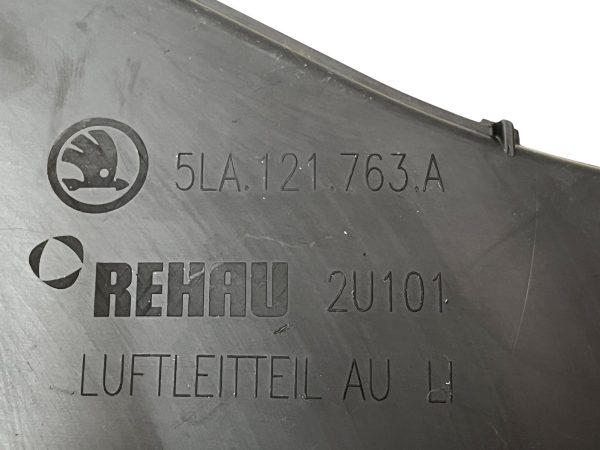 5LA.121.763.A
REHAU 2U101
LUFTLEITTEIL AU LI